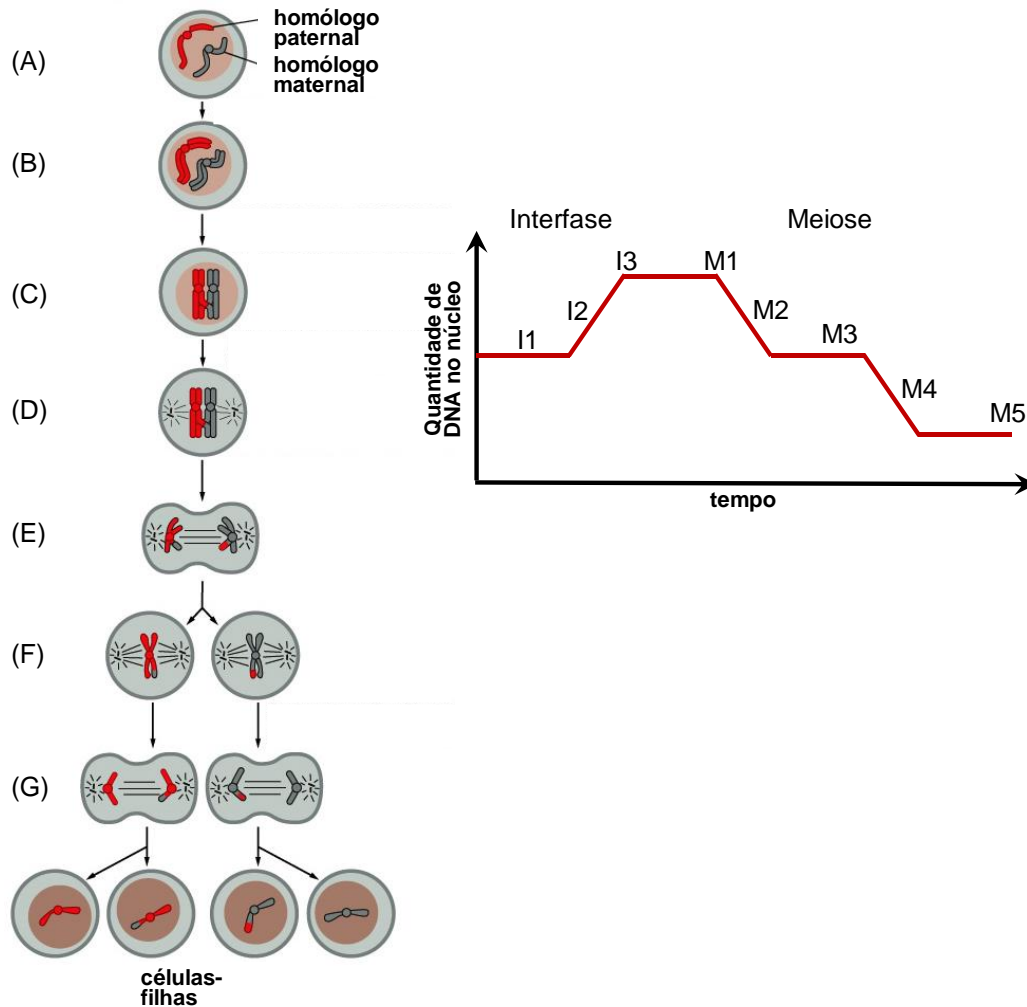 (A)
homólogo
paternal
homólogo
maternal
(B)
(C)
(D)
(E)
(F)
(G)
células-
filhas
Interfase
Meiose
I3
M1
I2
M2
M3
I1
M4
M5
Quantidade de
DNA no núcleo
tempo